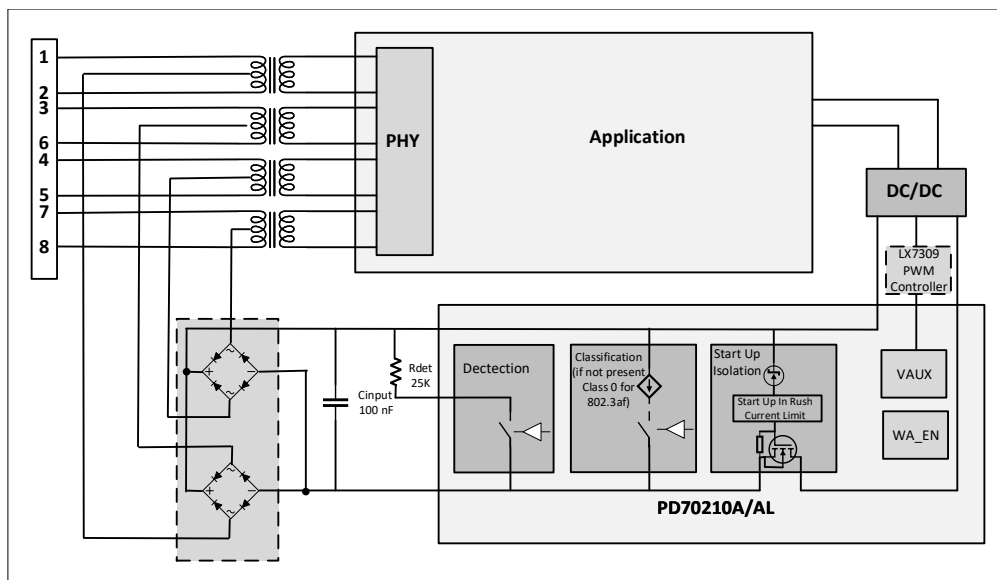 1
2
3
6
4
5
7
8
PHY
Application
DC/DC
LX7309
PWM
Controller
Rdet
25K
Cinput
100 nF
Dectection
Classification
(if not present
Class 0 for
802.3af)
Start Up
Isolation
Start Up In Rush
Current Limit
VAUX
WA_EN
PD70210A/AL
~
+
−
~
~
+
−
~